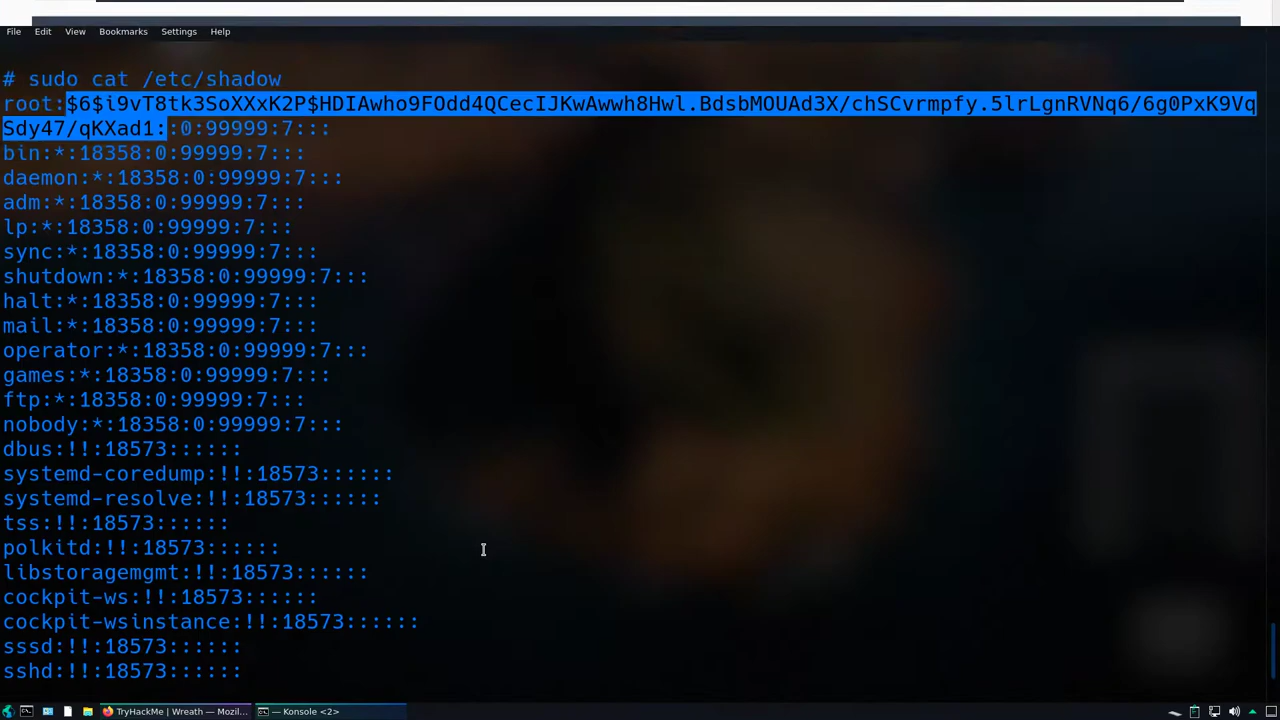 File Edit View Bookmarks Settings Help
# sudo cat /etc/shadow
root:$6$i9vT8tk3SoXXxK2P$HDIAwho9FOdd4QCecIJKwAwwh8Hwl.BdsbMOUAd3X/chSCvrmpfy.5lrLgnRVNq6/6g0PxK9Vq
Sdy47/qKXad1::0:99999:7:::
bin:*:18358:0:99999:7:::
daemon:*:18358:0:99999:7:::
adm:*:18358:0:99999:7:::
lp:*:18358:0:99999:7:::
sync:*:18358:0:99999:7:::
shutdown:*:18358:0:99999:7:::
halt:*:18358:0:99999:7:::
mail:*:18358:0:99999:7:::
operator:*:18358:0:99999:7:::
games:*:18358:0:99999:7:::
ftp:*:18358:0:99999:7:::
nobody:*:18358:0:99999:7:::
dbus:!!:18573::::::
systemd-coredump:!!:18573::::::
systemd-resolve:!!:18573::::::
tss:!!:18573::::::
polkitd:!!:18573::::::
libstoragemgmt:!!:18573::::::
cockpit-ws:!!:18573::::::
cockpit-wsinstance:!!:18573::::::
sssd:!!:18573::::::
sshd:!!:18573::::::
TryHackMe | Wreath — Mozil... — Konsole <2>